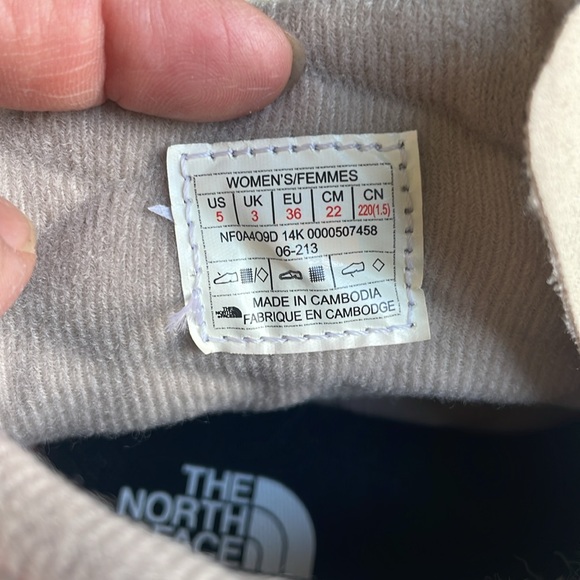 WOMEN'S/FEMMES
US UK EU CM CN
5 3 36 22 220(1.5)
NF0A4O9D 14K 0000507458
06-213
MADE IN CAMBODIA
FABRIQUE EN CAMBODGE
THE
NORTH
FACE